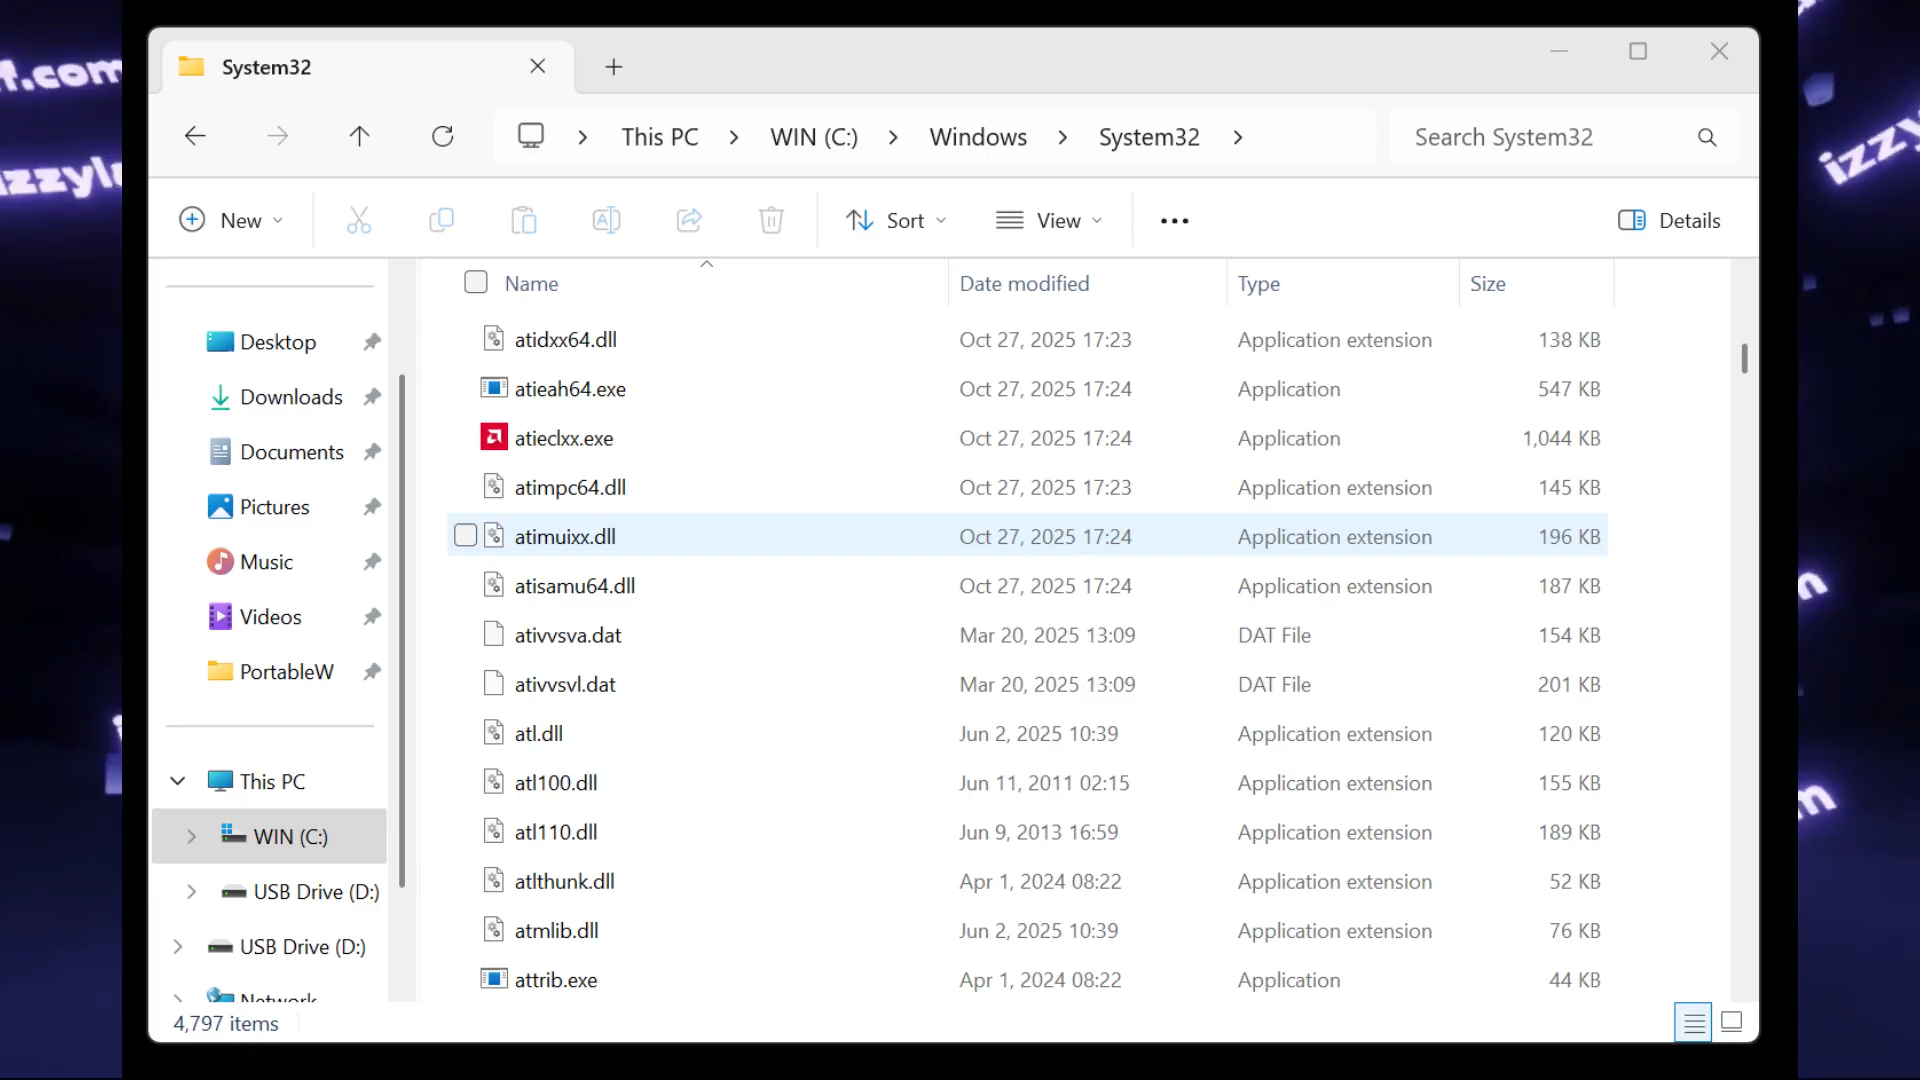 f.com
izzyl
System32
This PC > WIN (C:) > Windows > System32 >
Search System32
New
Sort
View
Details
Name Date modified Type Size
Desktop
Downloads
Documents
Pictures
Music
Videos
PortableW
This PC
WIN (C:)
USB Drive (D:)
USB Drive (D:)
Network
atidxx64.dll Oct 27, 2025 17:23 Application extension 138 KB
atieah64.exe Oct 27, 2025 17:24 Application 547 KB
atieclxx.exe Oct 27, 2025 17:24 Application 1,044 KB
atimpc64.dll Oct 27, 2025 17:23 Application extension 145 KB
atimuixx.dll Oct 27, 2025 17:24 Application extension 196 KB
atisamu64.dll Oct 27, 2025 17:24 Application extension 187 KB
ativvsva.dat Mar 20, 2025 13:09 DAT File 154 KB
ativvsvl.dat Mar 20, 2025 13:09 DAT File 201 KB
atl.dll Jun 2, 2025 10:39 Application extension 120 KB
atl100.dll Jun 11, 2011 02:15 Application extension 155 KB
atl110.dll Jun 9, 2013 16:59 Application extension 189 KB
atlthunk.dll Apr 1, 2024 08:22 Application extension 52 KB
atmlib.dll Jun 2, 2025 10:39 Application extension 76 KB
attrib.exe Apr 1, 2024 08:22 Application 44 KB
4,797 items
izzy